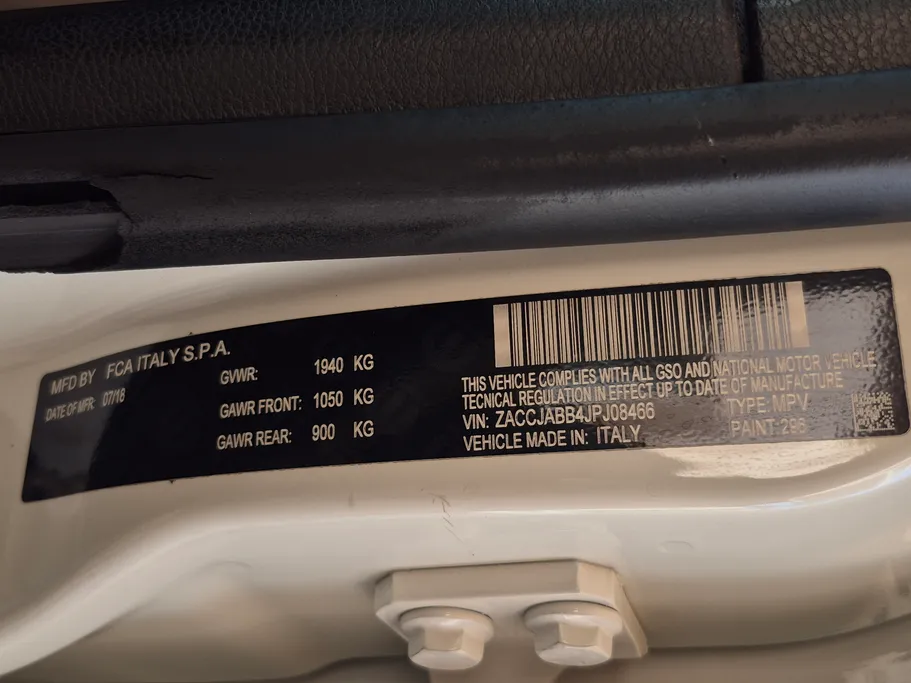 MFD BY FCA ITALY S.P.A.
DATE OF MFR: 07/18
GVWR: 1940 KG
GAWR FRONT: 1050 KG
GAWR REAR: 900 KG
THIS VEHICLE COMPLIES WITH ALL GSO AND NATIONAL MOTOR VEHICLE
TECNICAL REGULATION IN EFFECT UP TO DATE OF MANUFACTURE
VIN: ZACCJABB4JPJ08466 TYPE: MPV
VEHICLE MADE IN: ITALY PAINT:296